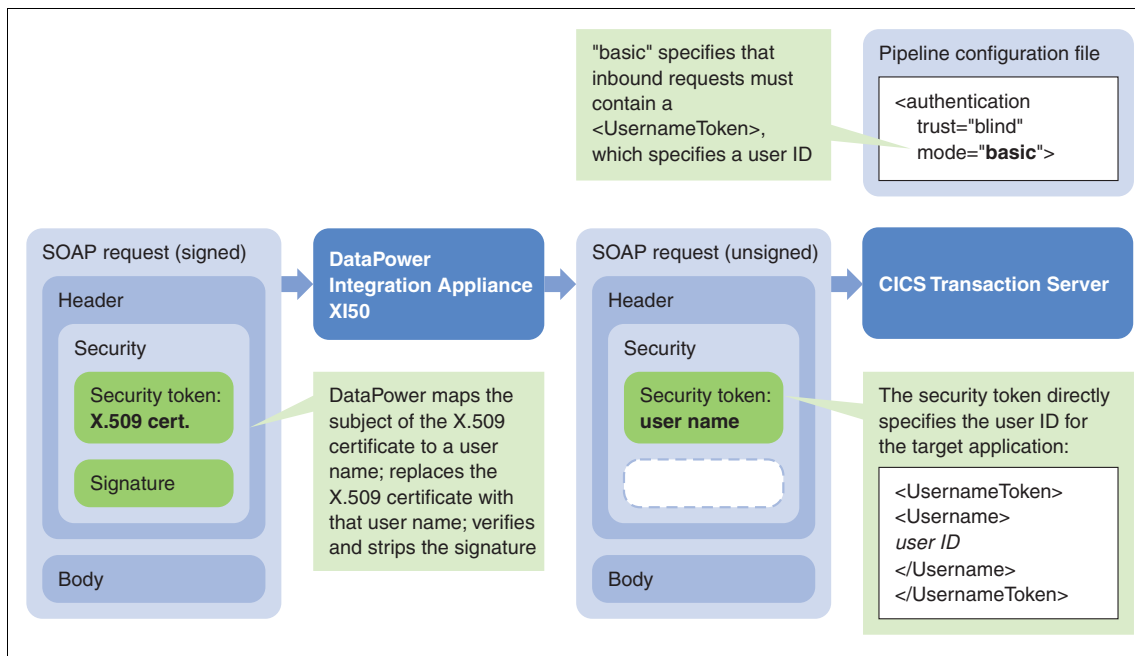 "basic" specifies that
inbound requests must
contain a
<UsernameToken>,
which specifies a user ID
Pipeline configuration file
<authentication
trust="blind"
mode="basic">
SOAP request (signed)
Header
Security
Security token:
X.509 cert.
Signature
Body
DataPower
Integration Appliance
XI50
DataPower maps the
subject of the X.509
certificate to a user
name; replaces the
X.509 certificate with
that user name; verifies
and strips the signature
SOAP request (unsigned)
Header
Security
Security token:
user name
Body
CICS Transaction Server
The security token directly
specifies the user ID for
the target application:
<UsernameToken>
<Username>
user ID
</Username>
</UsernameToken>